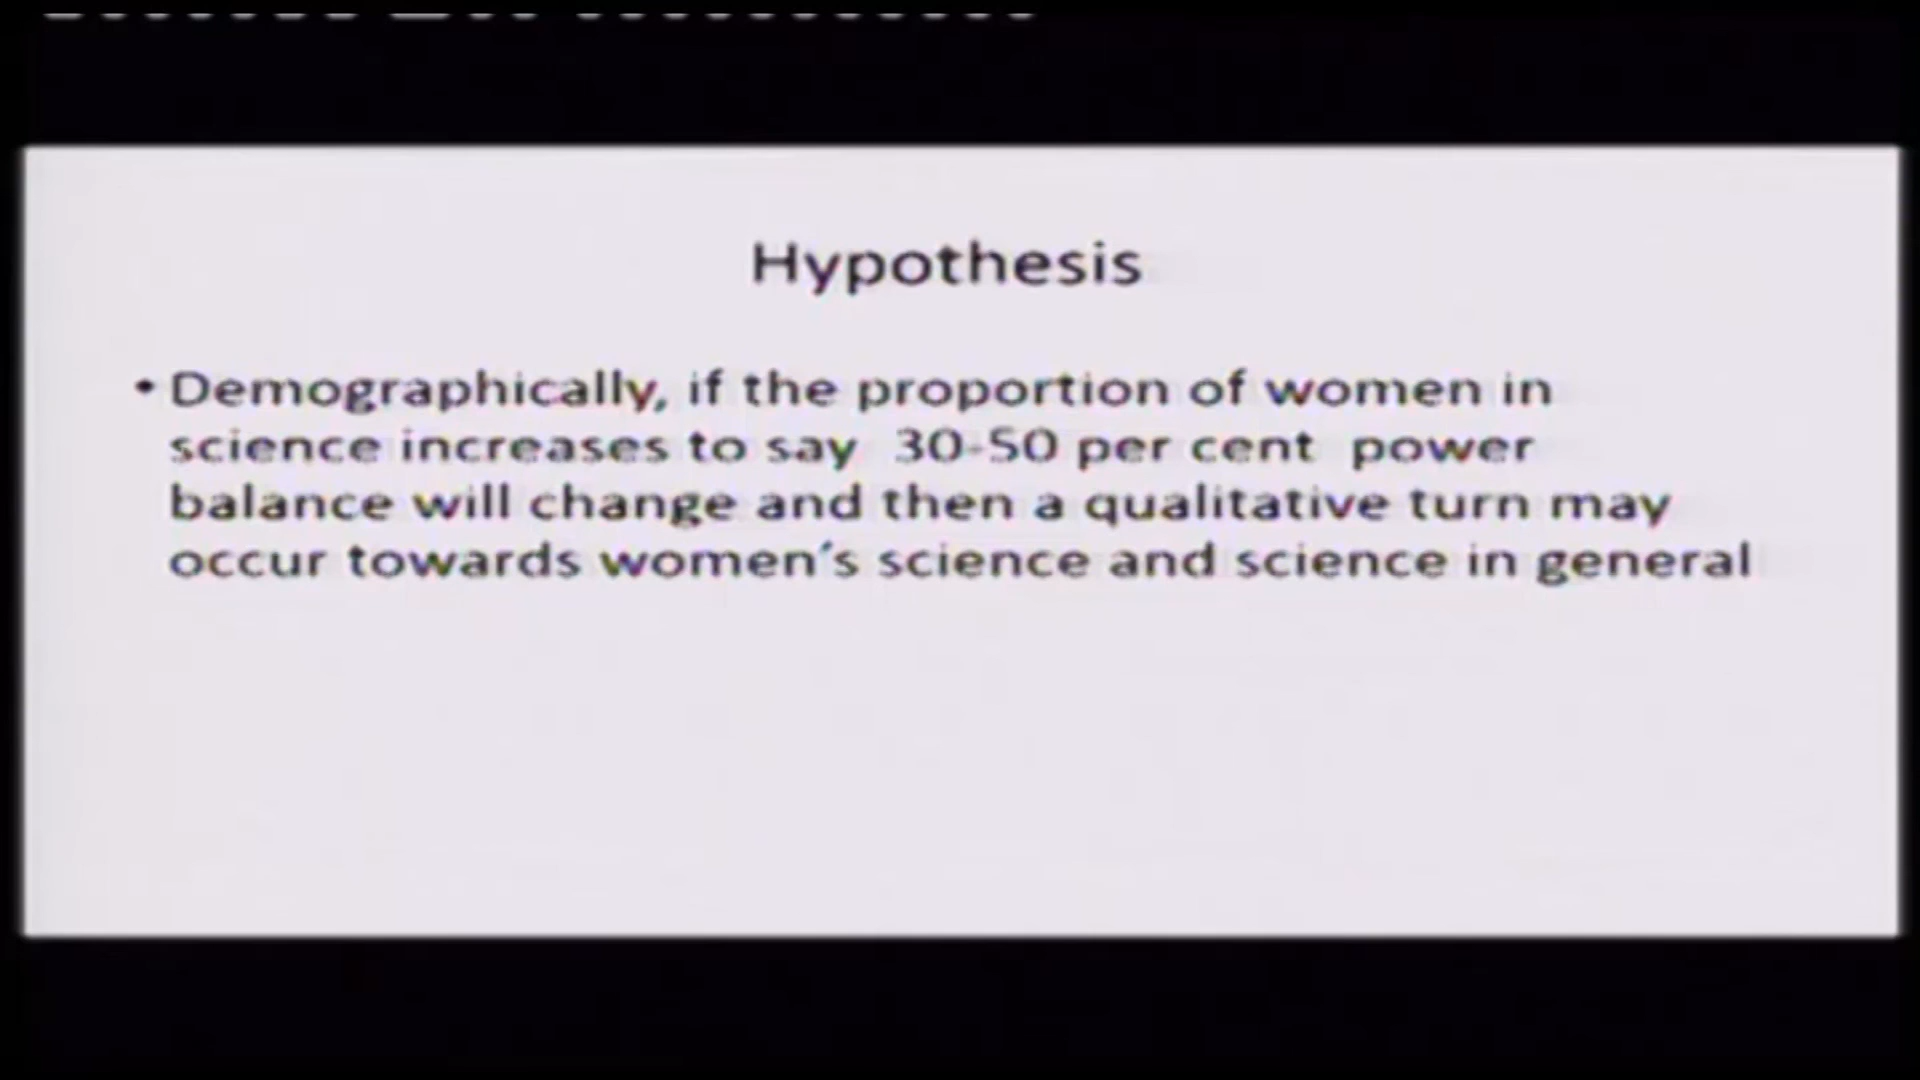 Hypothesis
• Demographically, if the proportion of women in
science increases to say 30-50 per cent power
balance will change and then a qualitative turn may
occur towards women's science and science in general